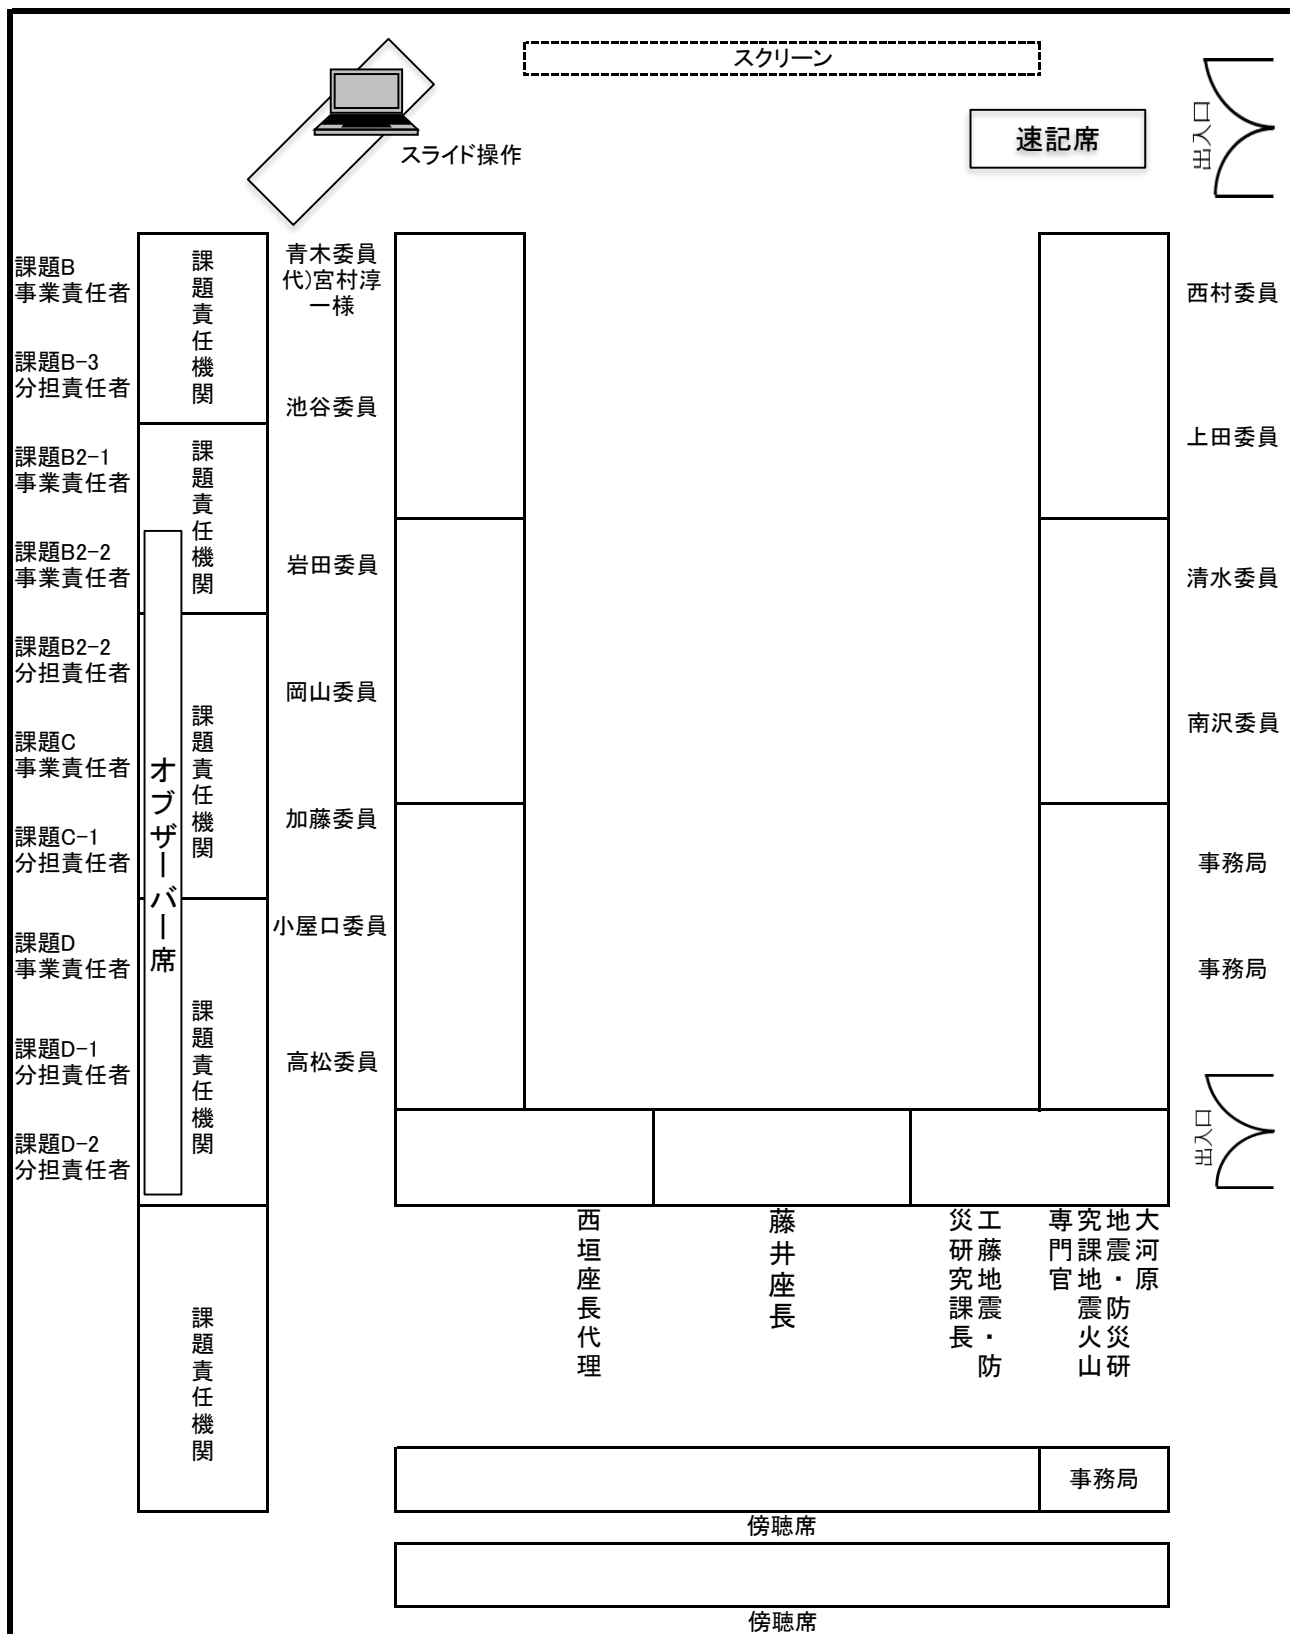 スクリーン
速記席
出入口
スライド操作
課題B
事業責任者
課題B-3
分担責任者
課題B2-1
事業責任者
課題B2-2
事業責任者
課題B2-2
分担責任者
課題C
事業責任者
課題C-1
分担責任者
課題D
事業責任者
課題D-1
分担責任者
課題D-2
分担責任者
課題責任機関
課題責任機関
課題責任機関
課題責任機関
課題責任機関
オブザーバー席
青木委員
代)宮村淳
一様
池谷委員
岩田委員
岡山委員
加藤委員
小屋口委員
高松委員
西村委員
上田委員
清水委員
南沢委員
事務局
事務局
出入口
西垣座長代理
藤井座長
工藤地震・防
災研究課長
大河原
地震・防災研
究課地震火山
専門官
事務局
傍聴席
傍聴席